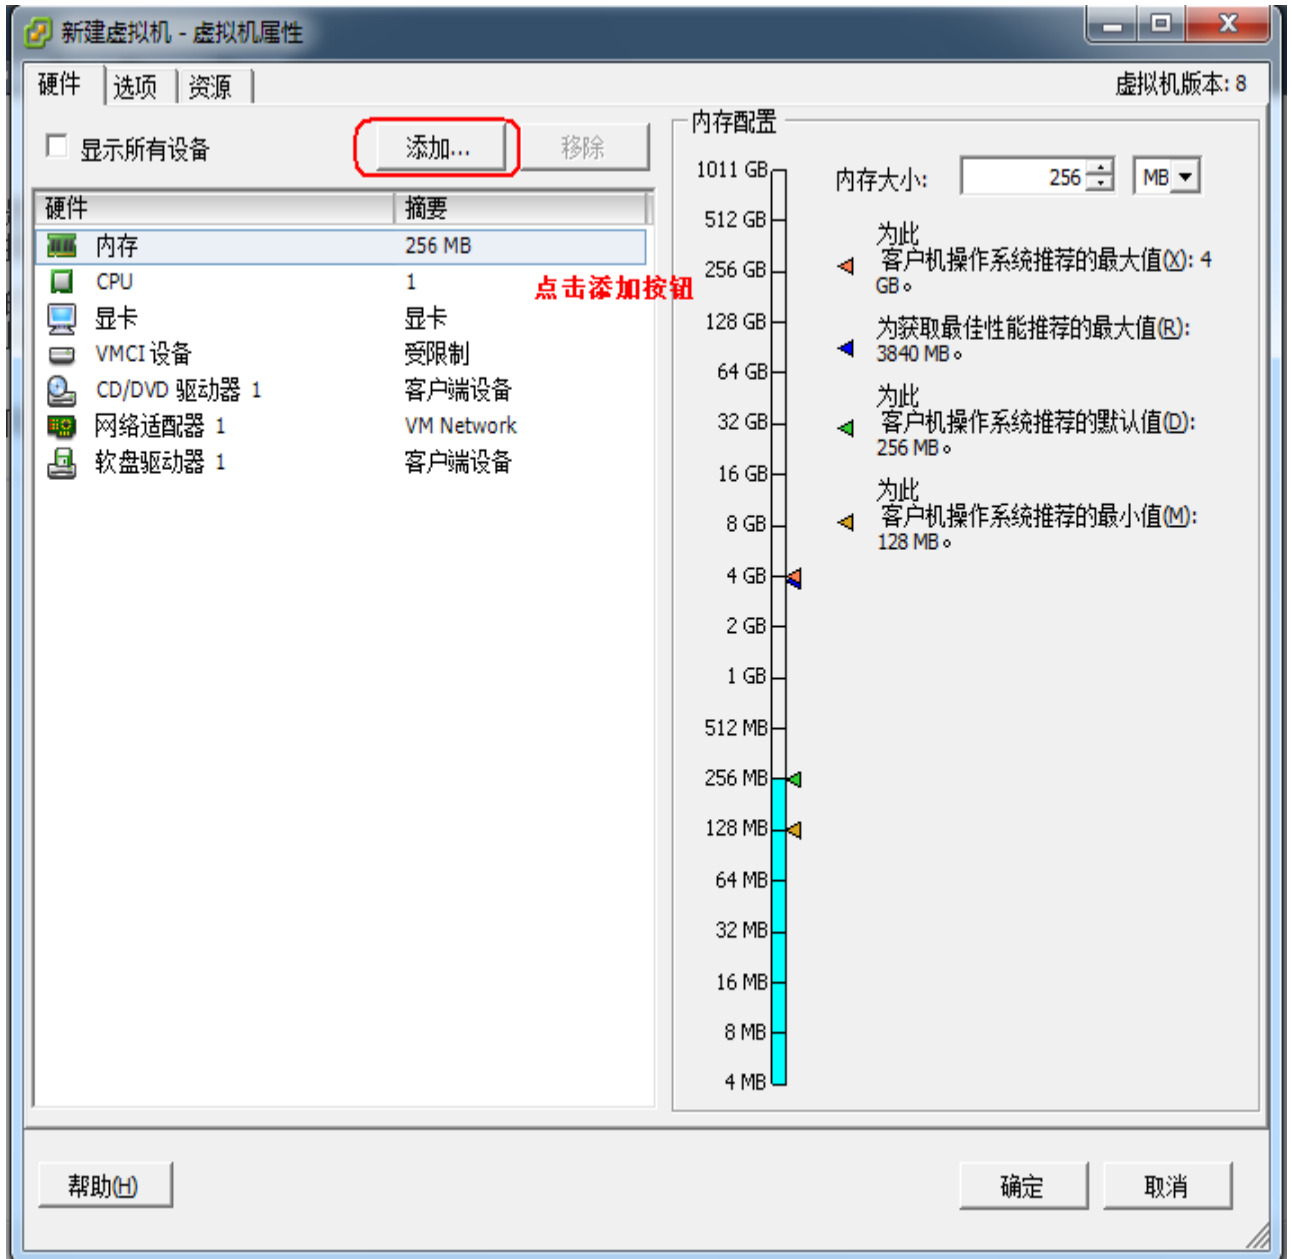 新建虚拟机 - 虚拟机属性
硬件 选项 资源 虚拟机版本: 8
显示所有设备 添加... 移除
硬件 摘要
内存 256 MB
CPU 1
显卡 显卡
VMCI 设备 受限制
CD/DVD 驱动器 1 客户端设备
网络适配器 1 VM Network
软盘驱动器 1 客户端设备
点击添加按钮
内存配置
1011 GB
512 GB
256 GB
128 GB
64 GB
32 GB
16 GB
8 GB
4 GB
2 GB
1 GB
512 MB
256 MB
128 MB
64 MB
32 MB
16 MB
8 MB
4 MB
内存大小: 256 MB
为此
客户机操作系统推荐的最大值(X): 4
GB。
为获取最佳性能推荐的最大值(R):
3840 MB。
为此
客户机操作系统推荐的默认值(D):
256 MB。
为此
客户机操作系统推荐的最小值(M):
128 MB。
帮助(H) 确定 取消